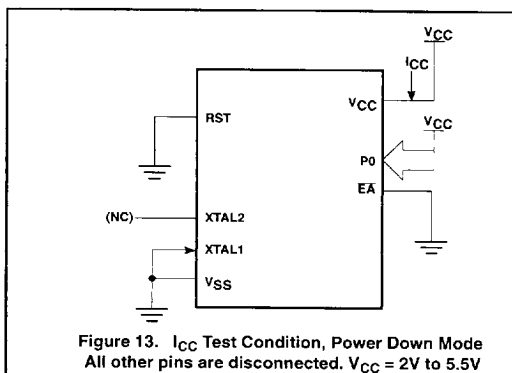 VCC
ICC
VCC
RST
VCC
P0
EA
(NC)
XTAL2
XTAL1
VSS
Figure 13. ICC Test Condition, Power Down Mode
All other pins are disconnected. VCC = 2V to 5.5V